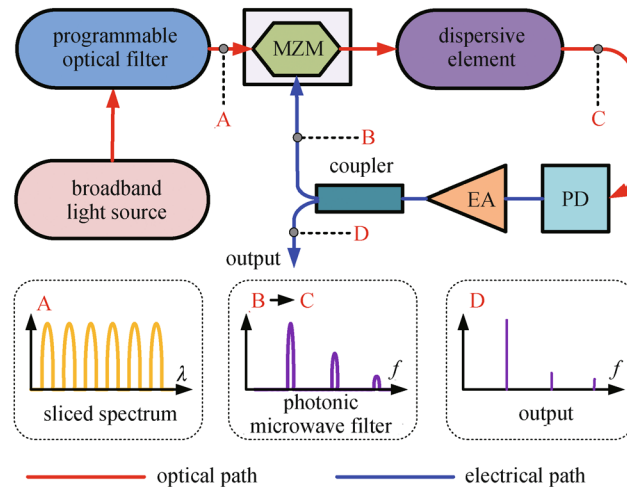 programmable
optical filter
MZM
dispersive
element
A
B
C
broadband
light source
coupler
EA
PD
D
output
A
λ
sliced spectrum
B → C
f
photonic
microwave filter
D
f
output
optical path
electrical path